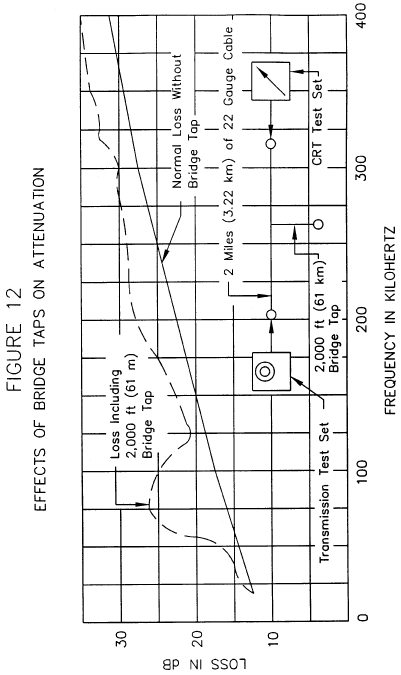 FIGURE 12
EFFECTS OF BRIDGE TAPS ON ATTENUATION
Loss Including
2,000 ft (61 m)
Bridge Tap
Normal Loss Without
Bridge Tap
2 Miles (3.22 km) of 22 Gauge Cable
2,000 ft (61 km)
Bridge Tap
CRT Test Set
Transmission Test Set
LOSS IN dB
30
20
10
0
100
200
300
400
FREQUENCY IN KILOHERTZ